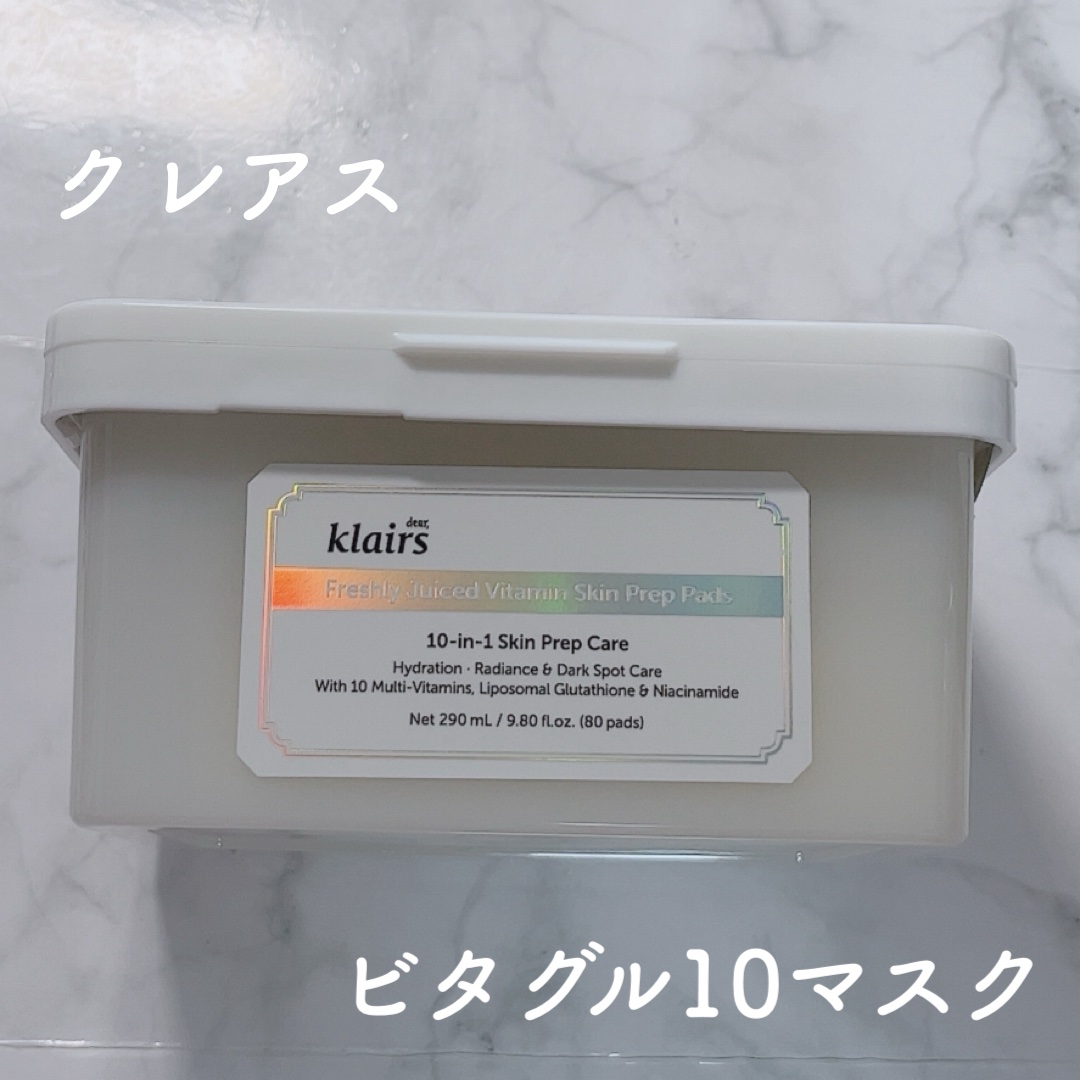 クレアス
dear,
klairs
Freshly Juiced Vitamin Skin Prep Pads
10-in-1 Skin Prep Care
Hydration · Radiance & Dark Spot Care
With 10 Multi-Vitamins, Liposomal Glutathione & Niacinamide
Net 290 mL / 9.80 fl.oz. (80 pads)
ビタグル10マスク